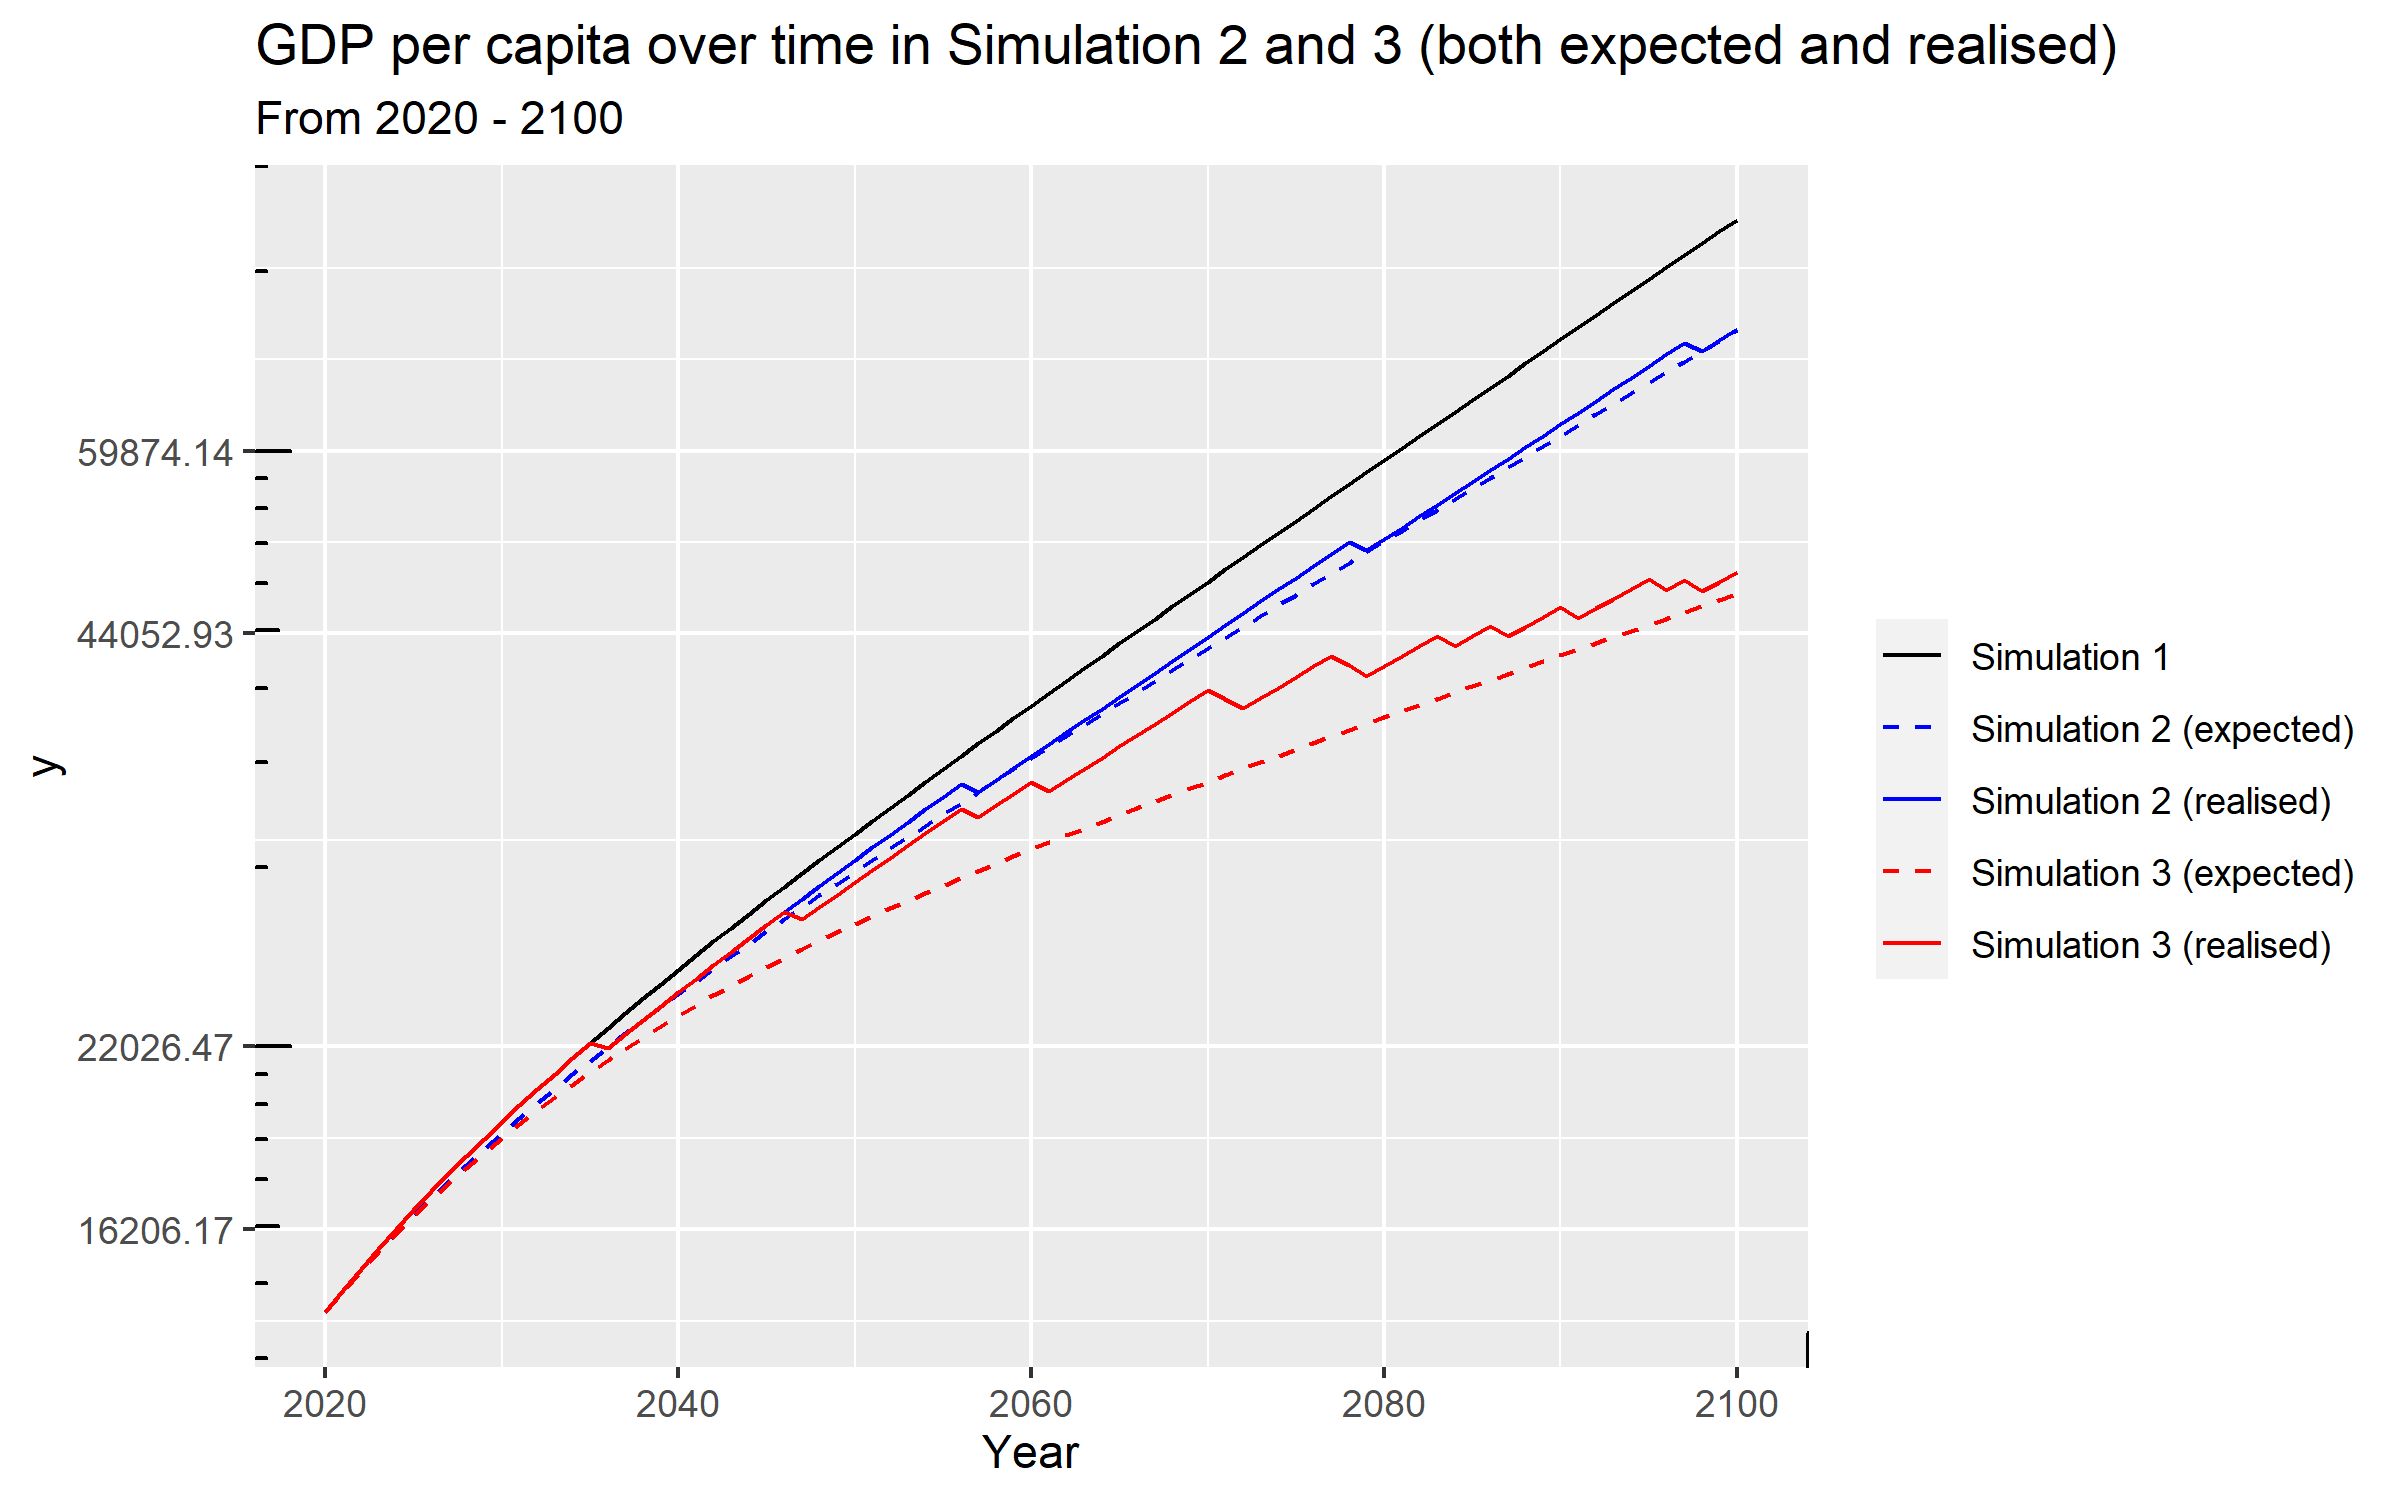 GDP per capita over time in Simulation 2 and 3 (both expected and realised)
From 2020 - 2100
59874.14
44052.93
22026.47
16206.17
y
2020 2040 2060 2080 2100
Year
Simulation 1
Simulation 2 (expected)
Simulation 2 (realised)
Simulation 3 (expected)
Simulation 3 (realised)